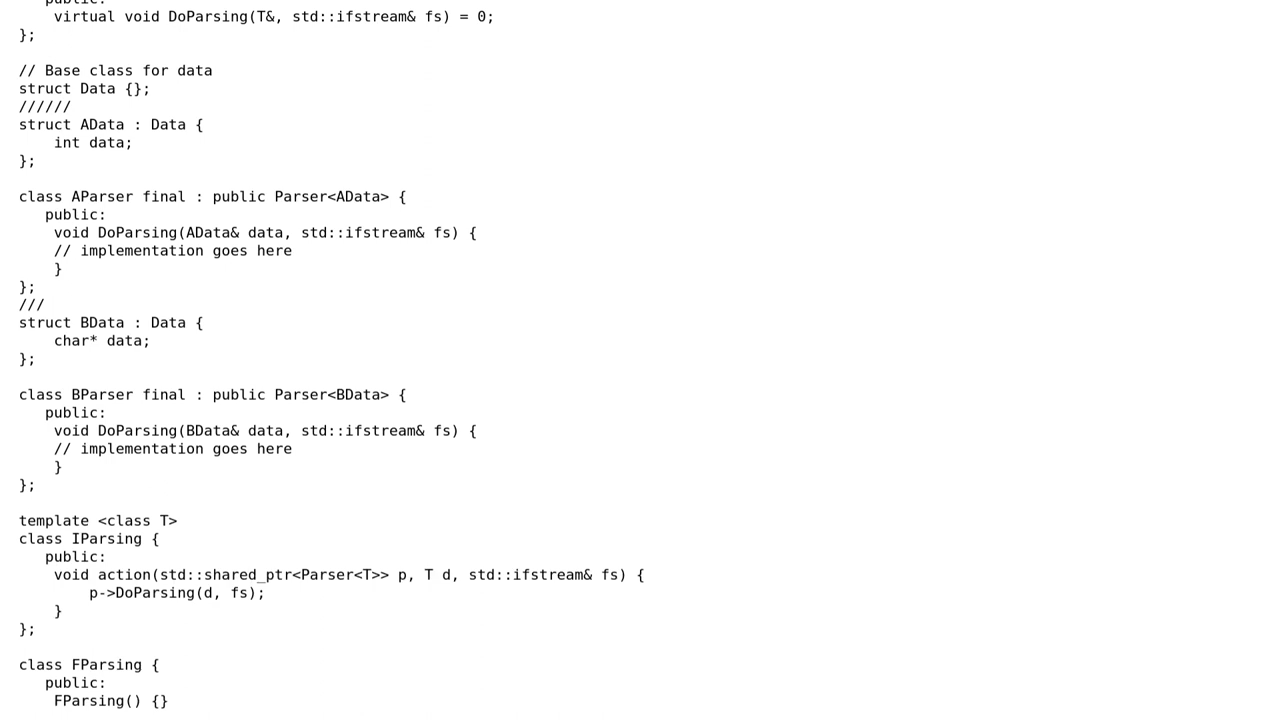 public:
    virtual void DoParsing(T&, std::ifstream& fs) = 0;
};

// Base class for data
struct Data {};
//////
struct AData : Data {
    int data;
};

class AParser final : public Parser<AData> {
   public:
    void DoParsing(AData& data, std::ifstream& fs) {
    // implementation goes here
    }
};
///
struct BData : Data {
    char* data;
};

class BParser final : public Parser<BData> {
   public:
    void DoParsing(BData& data, std::ifstream& fs) {
    // implementation goes here
    }
};

template <class T>
class IParsing {
   public:
    void action(std::shared_ptr<Parser<T>> p, T d, std::ifstream& fs) {
        p->DoParsing(d, fs);
    }
};

class FParsing {
   public:
    FParsing() {}